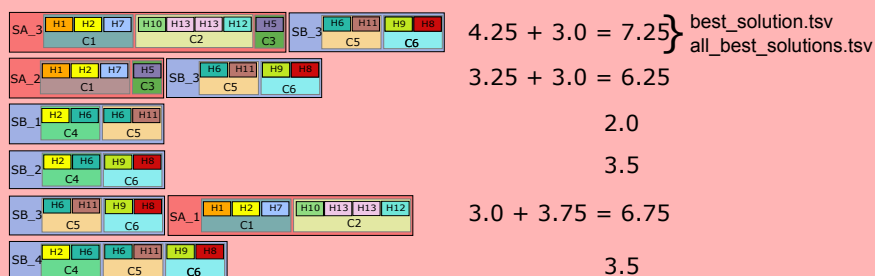 SA_3 H1 H2 H7 H10 H13 H13 H12 H5 SB_3 H6 H11 H9 H8 4.25 + 3.0 = 7.25 } best_solution.tsv
C1 C2 C3 C5 C6 all_best_solutions.tsv
SA_2 H1 H2 H7 H5 SB_3 H6 H11 H9 H8 3.25 + 3.0 = 6.25
C1 C3 C5 C6
SB_1 H2 H6 H6 H11 2.0
C4 C5
SB_2 H2 H6 H9 H8 3.5
C4 C6
SB_3 H6 H11 H9 H8 SA_1 H1 H2 H7 H10 H13 H13 H12 3.0 + 3.75 = 6.75
C5 C6 C1 C2
SB_4 H2 H6 H6 H11 H9 H8 3.5
C4 C5 C6